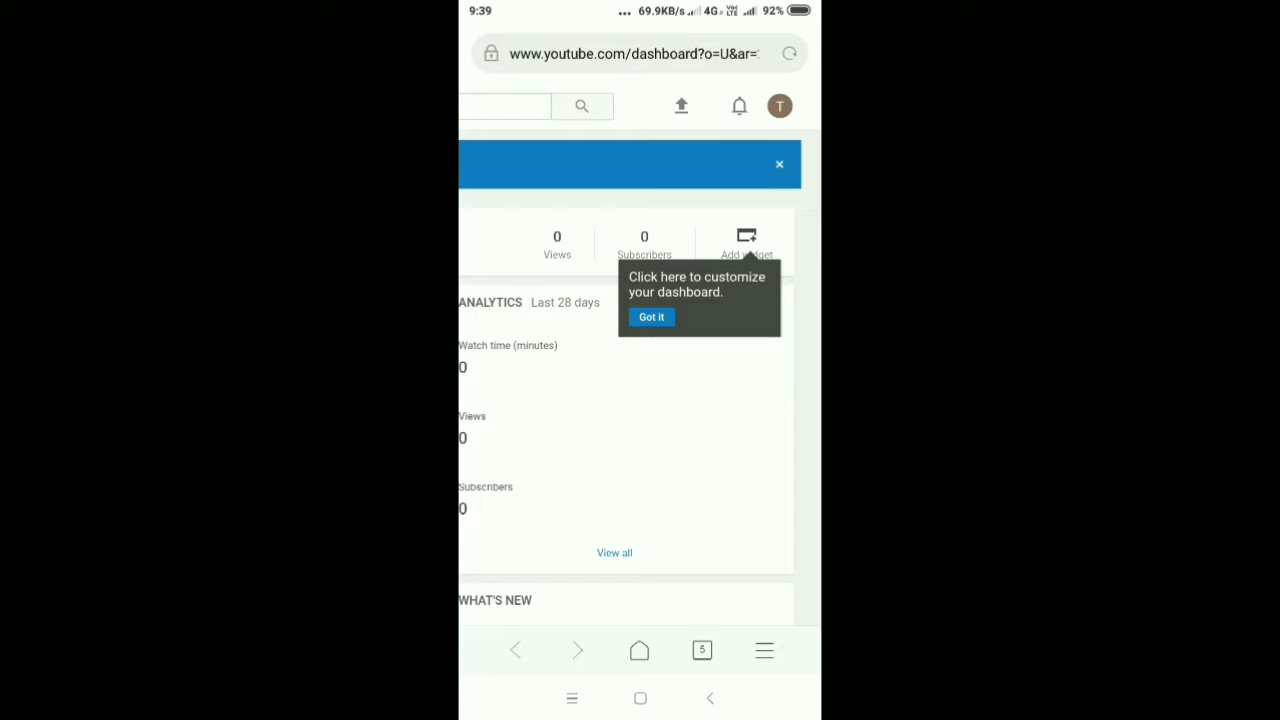 9:39
... 69.9KB/s 4G Vo LTE 92%
www.youtube.com/dashboard?o=U&ar=
T
×
0 0
Views Subscribers Add widget
Click here to customize
your dashboard.
Got it
ANALYTICS Last 28 days
Watch time (minutes)
0
Views
0
Subscribers
0
View all
WHAT'S NEW
5